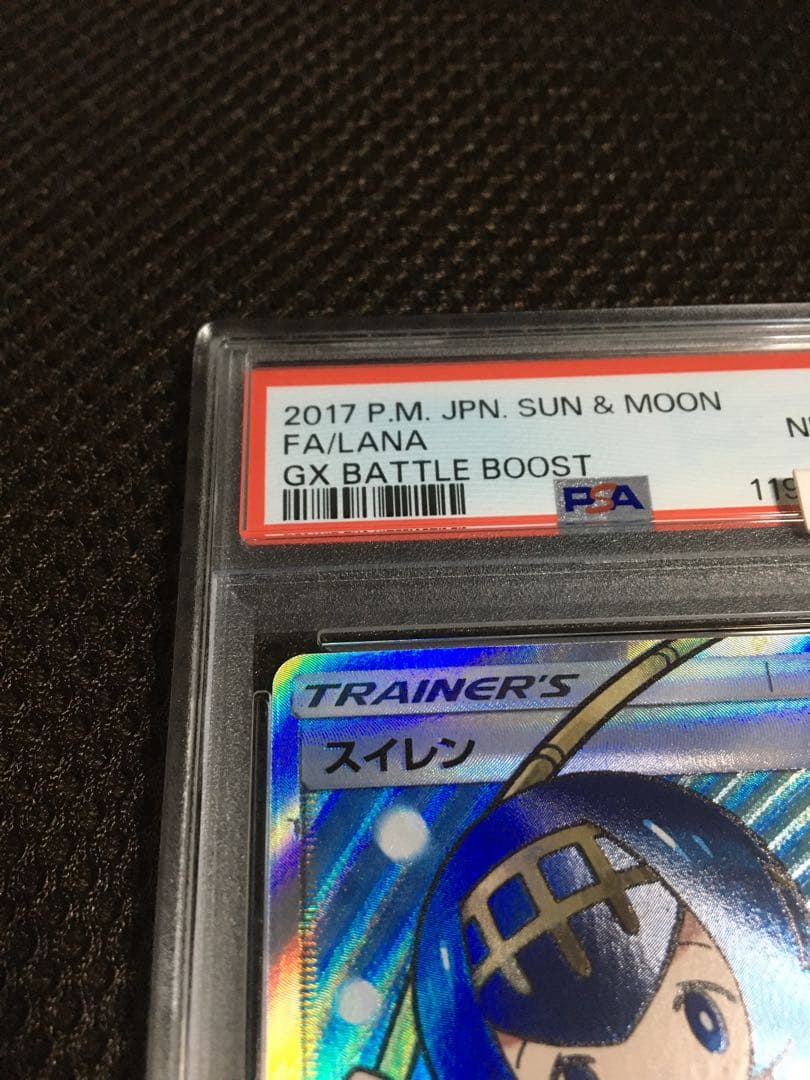 2017 P.M. JPN. SUN & MOON
FA/LANA
GX BATTLE BOOST
PSA
TRAINER'S
スイレン